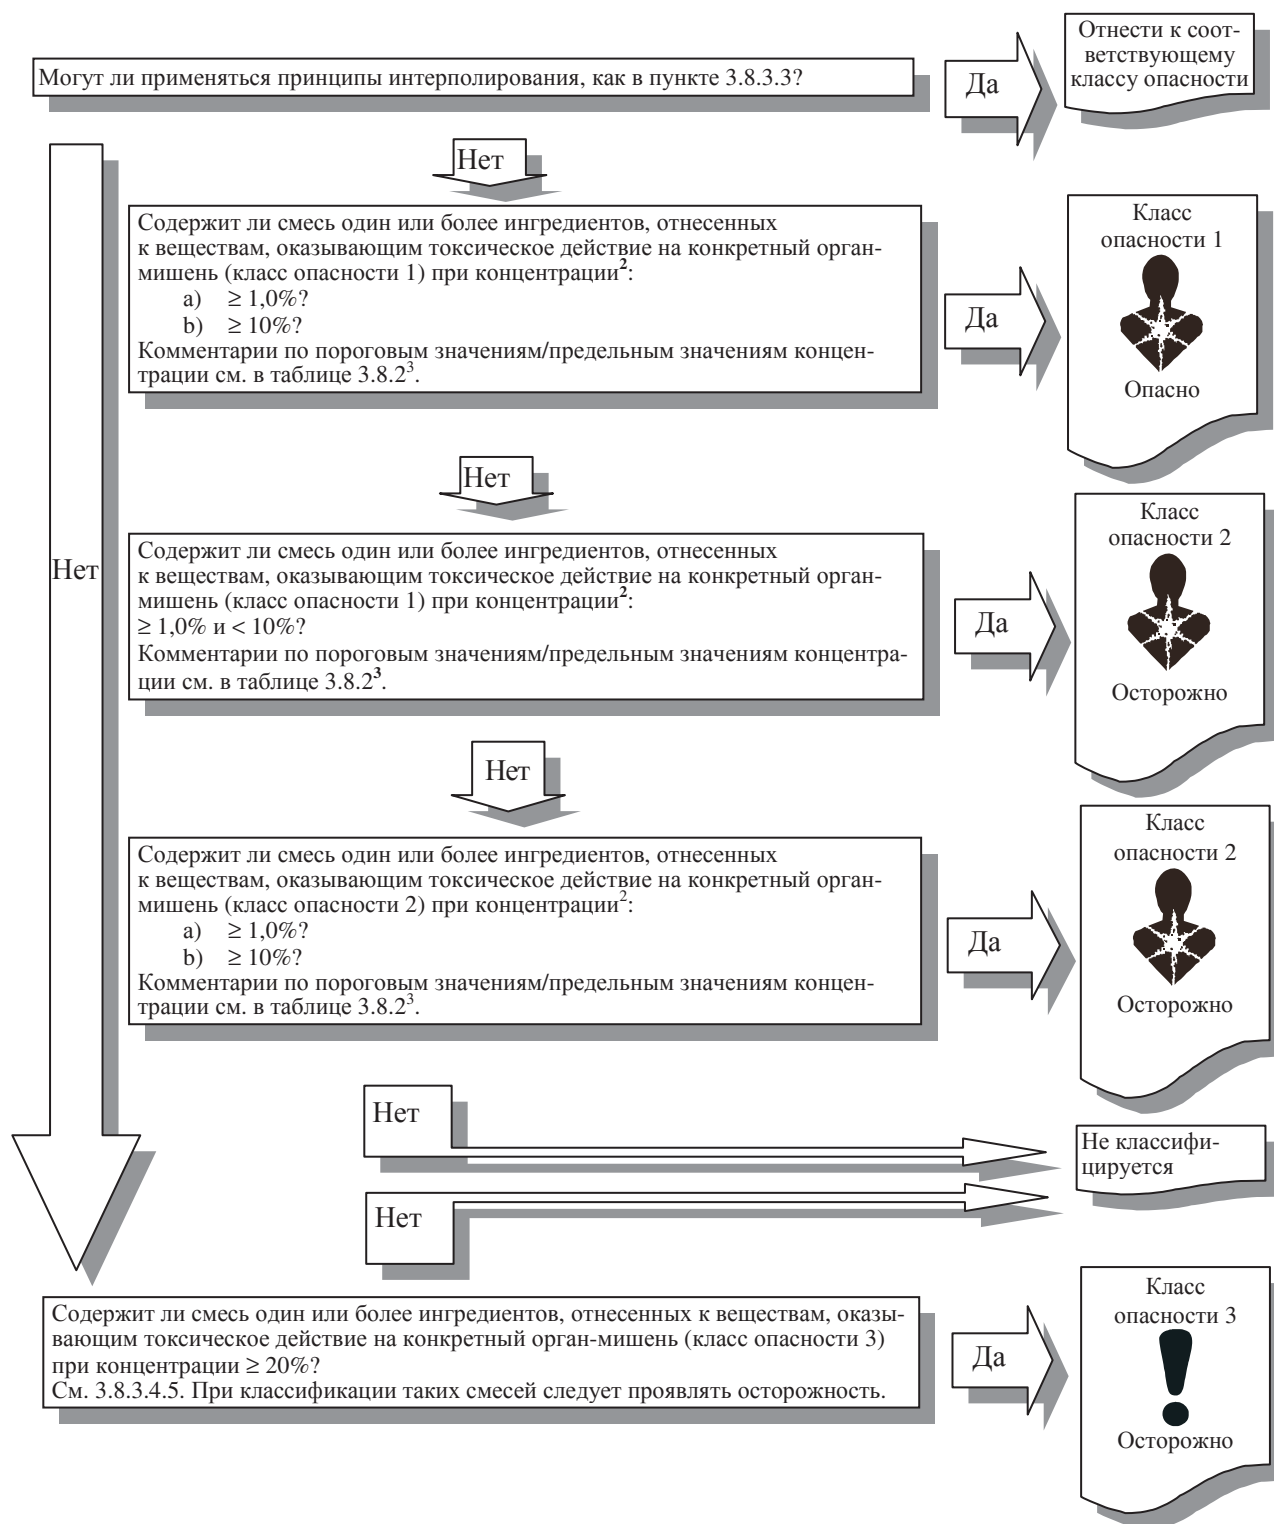 Могут ли применяться принципы интерполирования, как в пункте 3.8.3.3?
Да
Отнести к соот-
ветствующему
классу опасности
Нет
Нет
Содержит ли смесь один или более ингредиентов, отнесенных
к веществам, оказывающим токсическое действие на конкретный орган-
мишень (класс опасности 1) при концентрации²:
a) ≥ 1,0%?
b) ≥ 10%?
Комментарии по пороговым значениям/предельным значениям концен-
трации см. в таблице 3.8.2³.
Да
Класс
опасности 1
Опасно
Нет
Содержит ли смесь один или более ингредиентов, отнесенных
к веществам, оказывающим токсическое действие на конкретный орган-
мишень (класс опасности 1) при концентрации²:
≥ 1,0% и < 10%?
Комментарии по пороговым значениям/предельным значениям концентра-
ции см. в таблице 3.8.2³.
Да
Класс
опасности 2
Осторожно
Нет
Содержит ли смесь один или более ингредиентов, отнесенных
к веществам, оказывающим токсическое действие на конкретный орган-
мишень (класс опасности 2) при концентрации²:
a) ≥ 1,0%?
b) ≥ 10%?
Комментарии по пороговым значениям/предельным значениям концен-
трации см. в таблице 3.8.2³.
Да
Класс
опасности 2
Осторожно
Нет
Не классифи-
цируется
Нет
Содержит ли смесь один или более ингредиентов, отнесенных к веществам, оказы-
вающим токсическое действие на конкретный орган-мишень (класс опасности 3)
при концентрации ≥ 20%?
См. 3.8.3.4.5. При классификации таких смесей следует проявлять осторожность.
Да
Класс
опасности 3
Осторожно